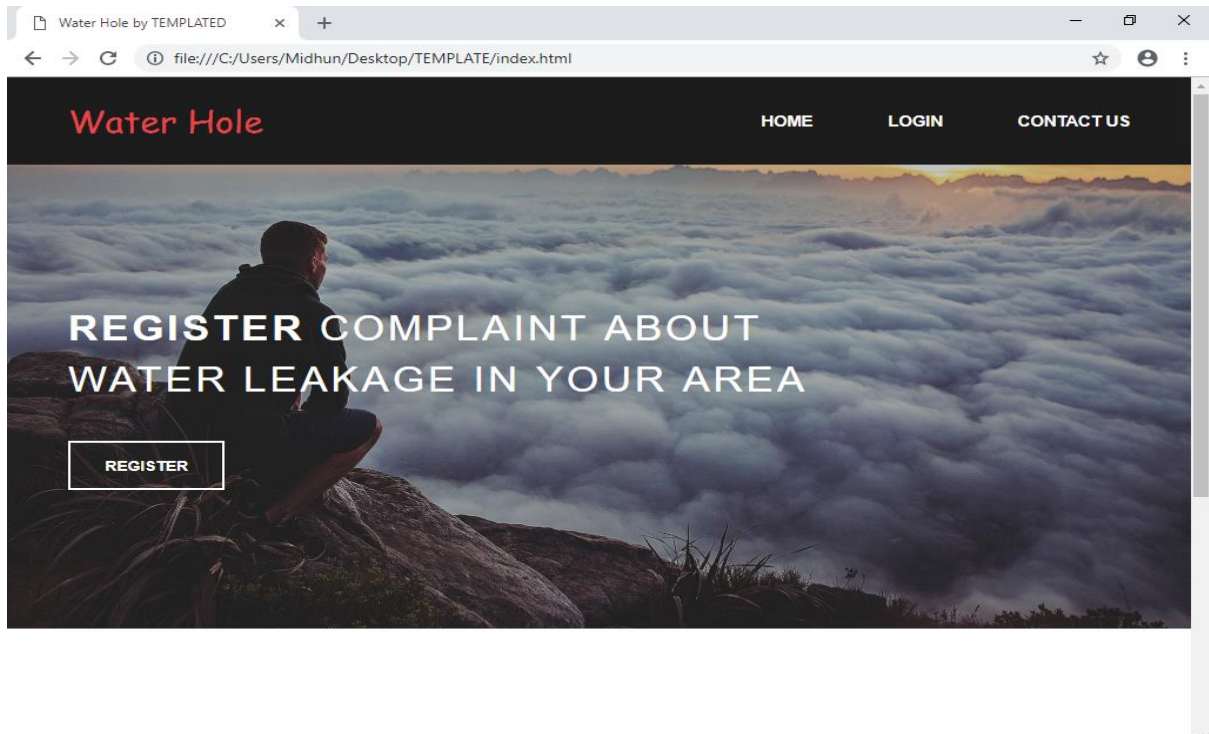 Water Hole by TEMPLATED
file:///C:/Users/Midhun/Desktop/TEMPLATE/index.html
Water Hole HOME LOGIN CONTACT US
REGISTER COMPLAINT ABOUT
WATER LEAKAGE IN YOUR AREA
REGISTER